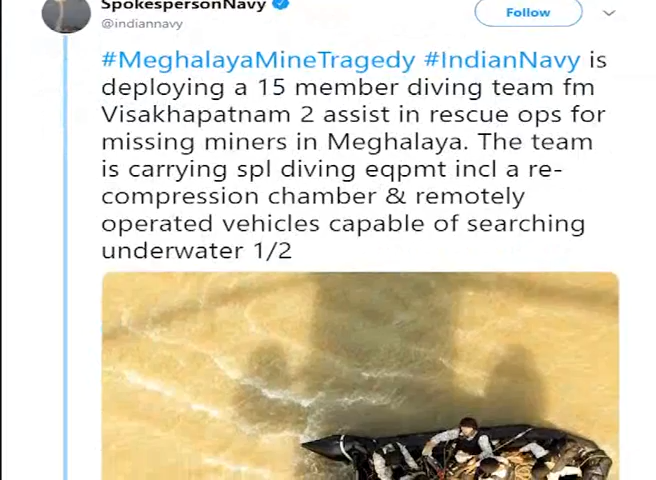 SpokespersonNavy
@indiannavy
Follow
#MeghalayaMineTragedy #IndianNavy is
deploying a 15 member diving team fm
Visakhapatnam 2 assist in rescue ops for
missing miners in Meghalaya. The team
is carrying spl diving eqpmt incl a re-
compression chamber & remotely
operated vehicles capable of searching
underwater 1/2